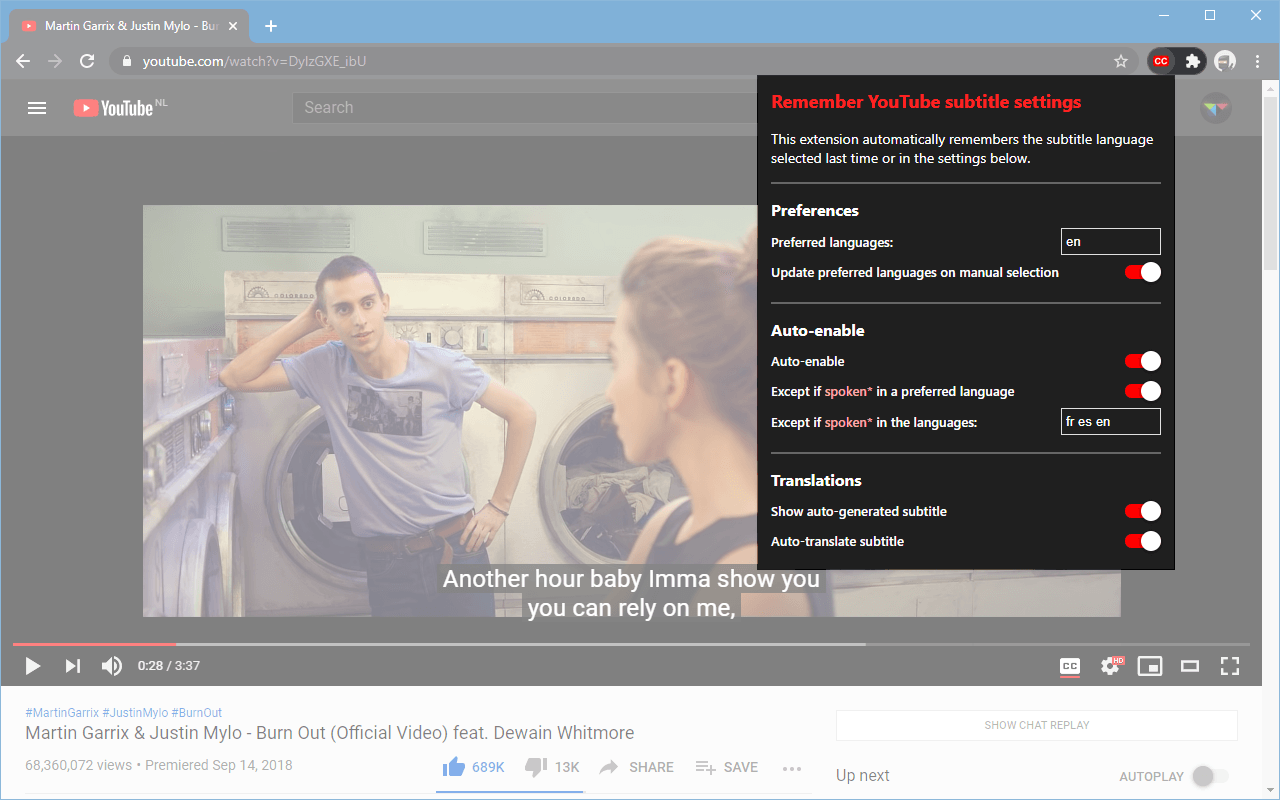 Martin Garrix & Justin Mylo - Bur
youtube.com/watch?v=DylzGXE_ibU
CC
YouTube NL
Search
Remember YouTube subtitle settings
This extension automatically remembers the subtitle language
selected last time or in the settings below.
Preferences
Preferred languages: en
Update preferred languages on manual selection
Auto-enable
Auto-enable
Except if spoken* in a preferred language
Except if spoken* in the languages: fr es en
Translations
Show auto-generated subtitle
Auto-translate subtitle
COLORADO
Another hour baby Imma show you
you can rely on me,
0:28 / 3:37
CC
HD
#MartinGarrix #JustinMylo #BurnOut
Martin Garrix & Justin Mylo - Burn Out (Official Video) feat. Dewain Whitmore
68,360,072 views • Premiered Sep 14, 2018
689K
13K
SHARE
SAVE
SHOW CHAT REPLAY
Up next
AUTOPLAY